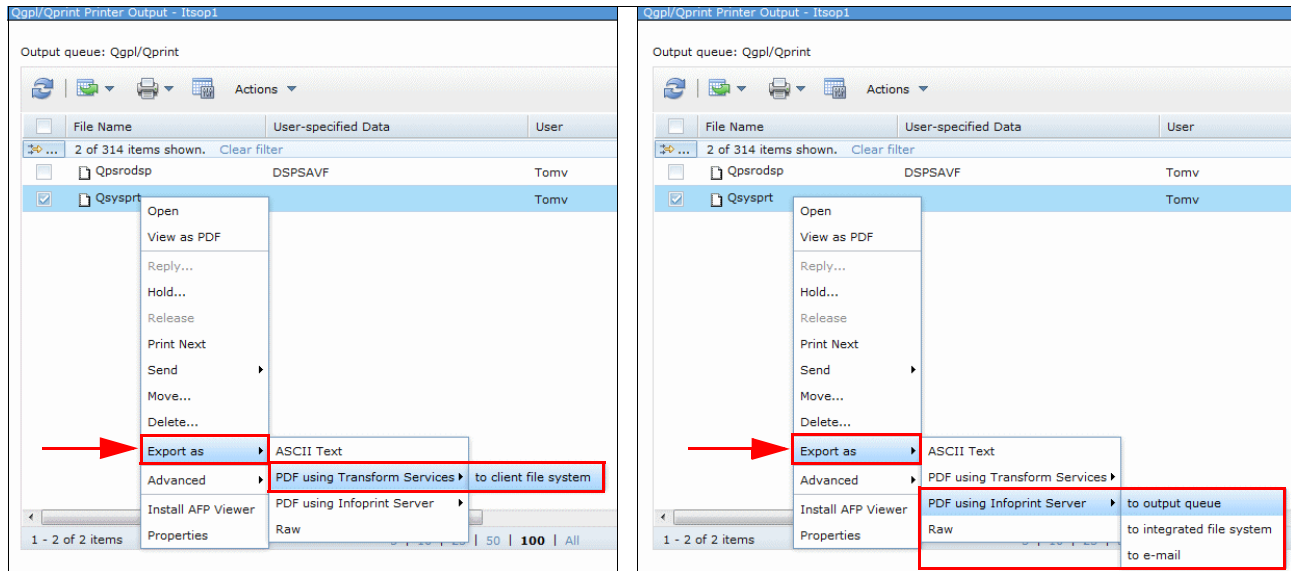 Qgpl/Qprint Printer Output - Itsop1
Output queue: Qgpl/Qprint
Actions
File Name User-specified Data User
... 2 of 314 items shown. Clear filter
Qpsrodsp DSPSAVF Tomv
Qsysprt Tomv
Open
View as PDF
Reply...
Hold...
Release
Print Next
Send
Move...
Delete...
Export as ASCII Text
Advanced PDF using Transform Services to client file system
Install AFP Viewer PDF using Infoprint Server
Properties Raw
1 - 2 of 2 items | 50 | 100 | All
Qgpl/Qprint Printer Output - Itsop1
Output queue: Qgpl/Qprint
Actions
File Name User-specified Data User
... 2 of 314 items shown. Clear filter
Qpsrodsp DSPSAVF Tomv
Qsysprt Tomv
Open
View as PDF
Reply...
Hold...
Release
Print Next
Send
Move...
Delete...
Export as ASCII Text
Advanced PDF using Transform Services
Install AFP Viewer PDF using Infoprint Server to output queue
Properties Raw to integrated file system
to e-mail
1 - 2 of 2 items